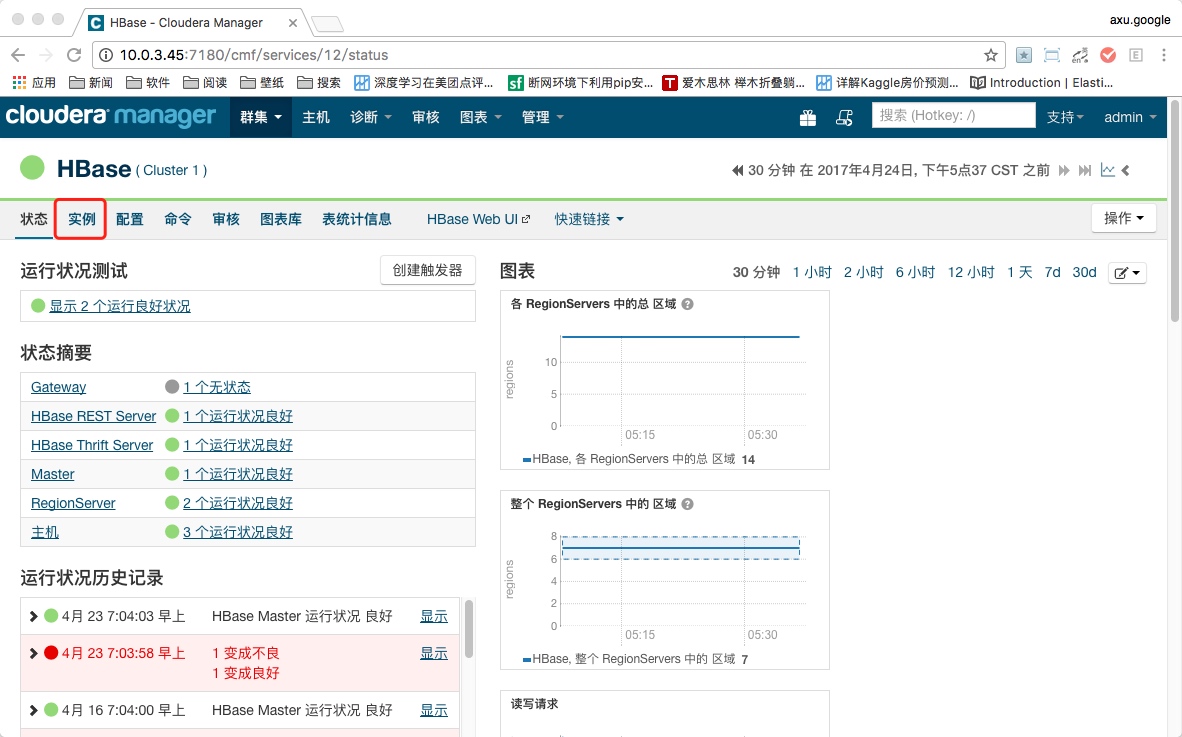 HBase - Cloudera Manager
axu.google
10.0.3.45:7180/cmf/services/12/status
应用 新闻 软件 阅读 壁纸 搜索 深度学习在美团点评... sf 断网环境下利用pip安... T 爱木思林 榉木折叠躺... 详解Kaggle房价预测... Introduction | Elasti...
cloudera manager 群集 主机 诊断 审核 图表 管理 搜索 (Hotkey: /) 支持 admin
HBase ( Cluster 1 )
30 分钟 在 2017年4月24日, 下午5点37 CST 之前
状态 实例 配置 命令 审核 图表库 表统计信息 HBase Web UI 快速链接 操作
运行状况测试 创建触发器
显示 2 个运行良好状况
状态摘要
Gateway 1 个无状态
HBase REST Server 1 个运行状况良好
HBase Thrift Server 1 个运行状况良好
Master 1 个运行状况良好
RegionServer 2 个运行状况良好
主机 3 个运行状况良好
运行状况历史记录
4月 23 7:04:03 早上 HBase Master 运行状况 良好 显示
4月 23 7:03:58 早上 1 变成不良 显示
1 变成良好
4月 16 7:04:00 早上 HBase Master 运行状况 良好 显示
图表 30 分钟 1 小时 2 小时 6 小时 12 小时 1 天 7d 30d
各 RegionServers 中的总 区域 ?
regions
10
5
0
05:15 05:30
HBase, 各 RegionServers 中的总 区域 14
整个 RegionServers 中的 区域 ?
regions
8
6
4
2
0
05:15 05:30
HBase, 整个 RegionServers 中的 区域 7
读写请求